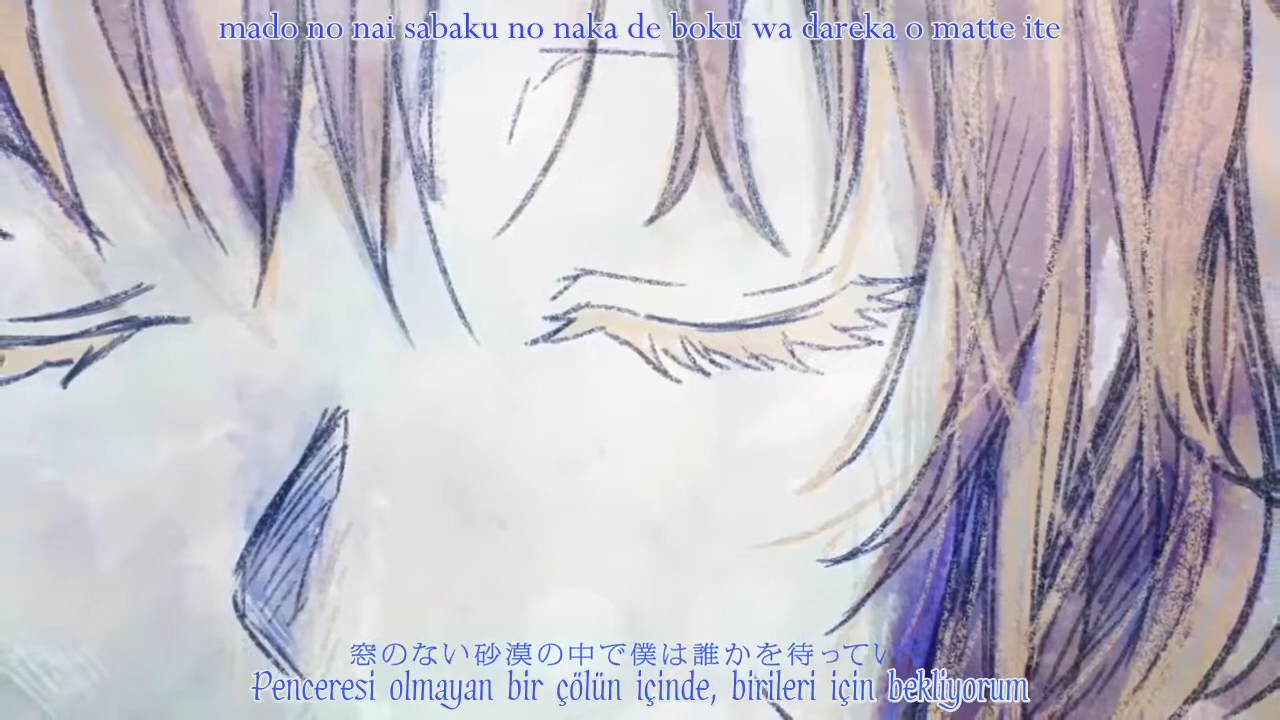 mado no nai sabaku no naka de boku wa dareka o matte ite
窓のない砂漠の中で僕は誰かを待ってい
Penceresi olmayan bir çölün içinde, birileri için bekliyorum